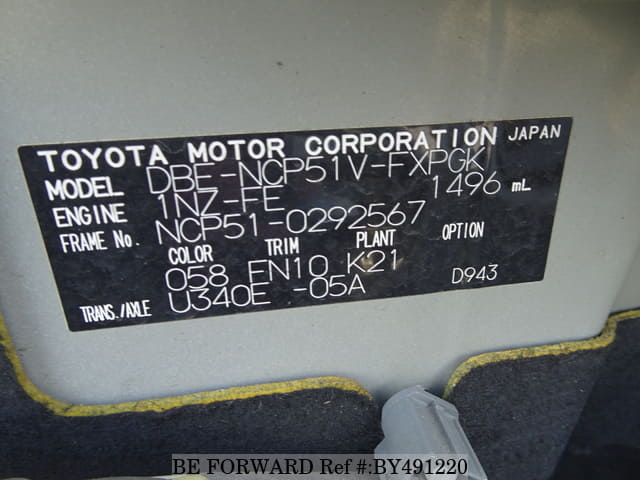 TOYOTA MOTOR CORPORATION JAPAN
MODEL DBE-NCP51V-FXPGK
ENGINE 1NZ-FE 1496 mL
FRAME No. NCP51-0292567
COLOR TRIM PLANT OPTION
058 FN10 K21
TRANS./AXLE U340E -05A D943
BE FORWARD Ref #:BY491220